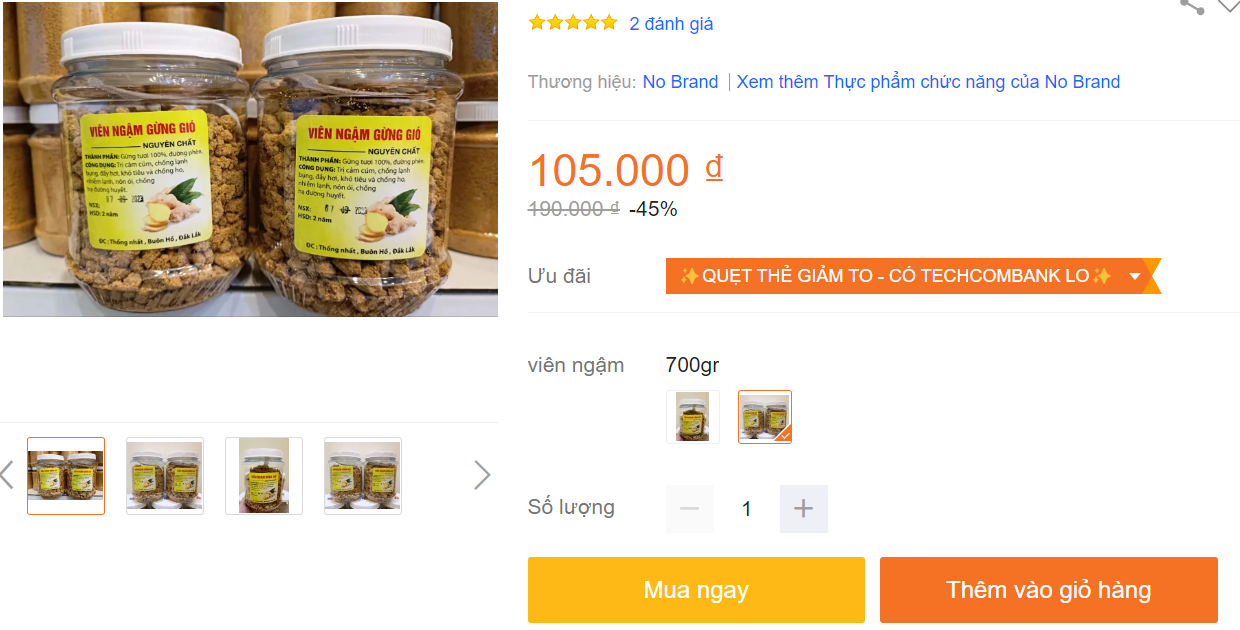 VIÊN NGẬM GỪNG GIÓ
NGUYÊN CHẤT
THÀNH PHẦN: Gừng tươi 100%, đường phèn.
CÔNG DỤNG: Trị cảm cúm, chống lạnh
bụng, đầy hơi, khó tiêu và chống ho,
nhiễm lạnh, nôn ói, chống
hạ đường huyết.
NSX:
HSD: 2 năm
ĐC : Thống nhất , Buôn Hồ , Đắk Lắk
VIÊN NGẬM GỪNG GIÓ
NGUYÊN CHẤT
THÀNH PHẦN: Gừng tươi 100%, đường phèn.
CÔNG DỤNG: Trị cảm cúm, chống lạnh
bụng, đầy hơi, khó tiêu và chống ho,
nhiễm lạnh, nôn ói, chống
hạ đường huyết.
NSX:
HSD: 2 năm
ĐC : Thống nhất , Buôn Hồ , Đắk Lắk
2 đánh giá
Thương hiệu: No Brand | Xem thêm Thực phẩm chức năng của No Brand
105.000 ₫
190.000 ₫ -45%
Ưu đãi ✨QUẸT THẺ GIẢM TO - CÓ TECHCOMBANK LO✨
viên ngậm 700gr
Số lượng − 1 +
Mua ngay Thêm vào giỏ hàng